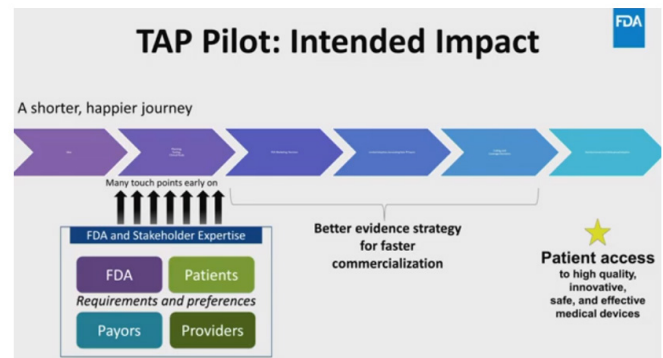 FDA
TAP Pilot: Intended Impact
A shorter, happier journey
Many touch points early on
FDA and Stakeholder Expertise
FDA
Patients
Requirements and preferences
Payors
Providers
Better evidence strategy
for faster
commercialization
Patient access
to high quality,
innovative,
safe, and effective
medical devices